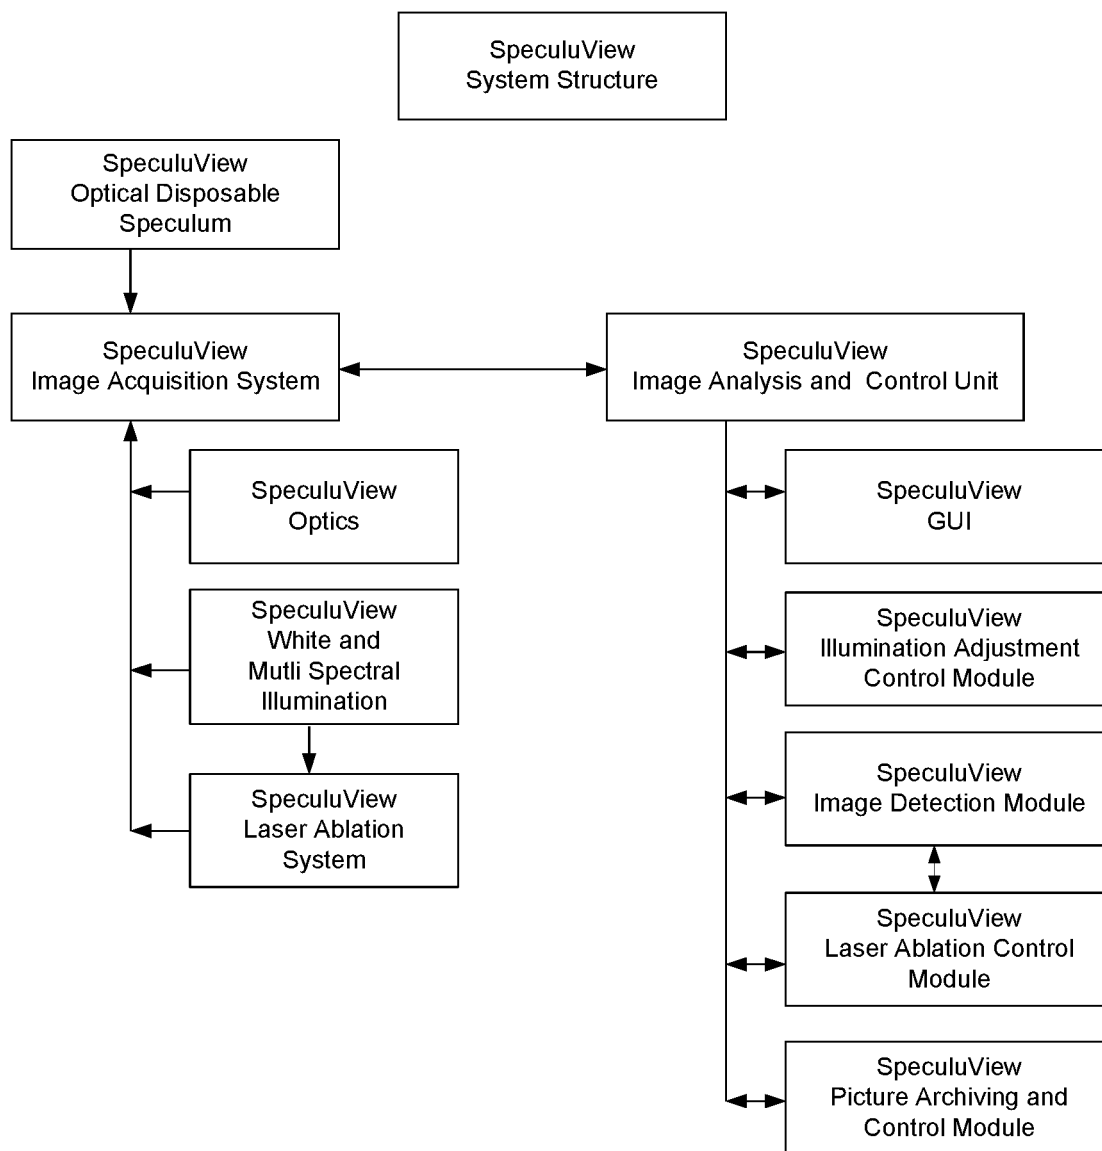 SpeculuView
System Structure
SpeculuView
Optical Disposable
Speculum
SpeculuView
Image Acquisition System
SpeculuView
Image Analysis and  Control Unit
SpeculuView
Optics
SpeculuView
White and
Mutli Spectral
Illumination
SpeculuView
Laser Ablation
System
SpeculuView
GUI
SpeculuView
Illumination Adjustment
Control Module
SpeculuView
Image Detection Module
SpeculuView
Laser Ablation Control
Module
SpeculuView
Picture Archiving and
Control Module